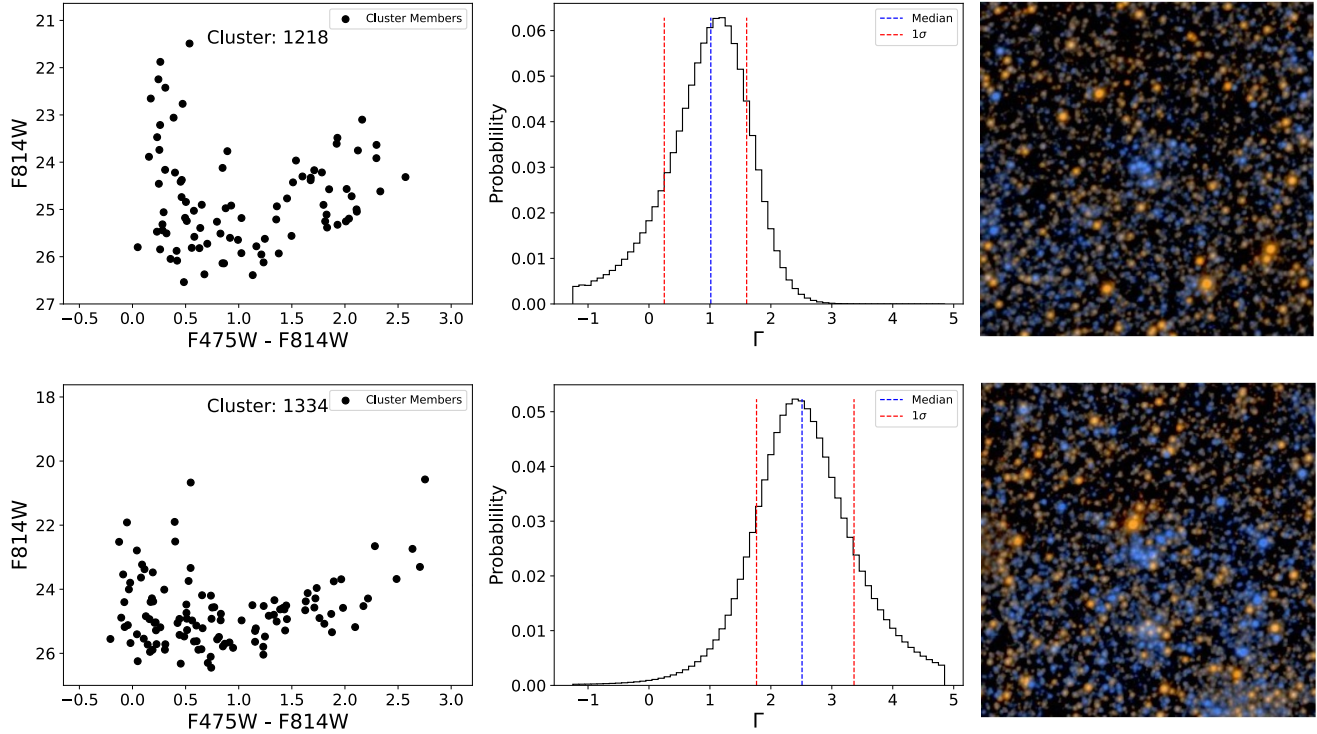 Cluster Members
Cluster: 1218
F814W
21
22
23
24
25
26
27
−0.5 0.0 0.5 1.0 1.5 2.0 2.5 3.0
F475W - F814W
Median
1σ
Probablility
0.06
0.05
0.04
0.03
0.02
0.01
0.00
−1 0 1 2 3 4 5
Γ
Cluster Members
Cluster: 1334
F814W
18
20
22
24
26
−0.5 0.0 0.5 1.0 1.5 2.0 2.5 3.0
F475W - F814W
Median
1σ
Probablility
0.05
0.04
0.03
0.02
0.01
0.00
−1 0 1 2 3 4 5
Γ